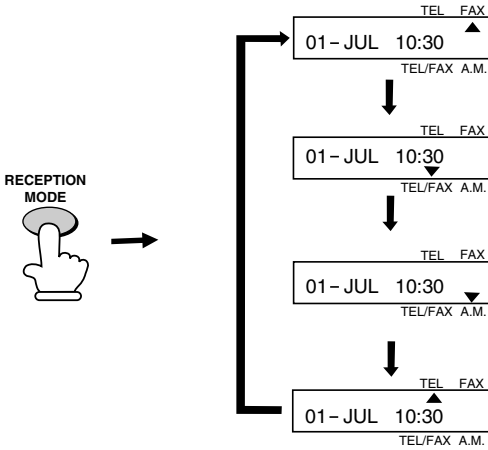 TEL FAX
01–JUL 10:30
TEL/FAX A.M.
TEL FAX
01–JUL 10:30
TEL/FAX A.M.
RECEPTION
MODE
TEL FAX
01–JUL 10:30
TEL/FAX A.M.
TEL FAX
01–JUL 10:30
TEL/FAX A.M.